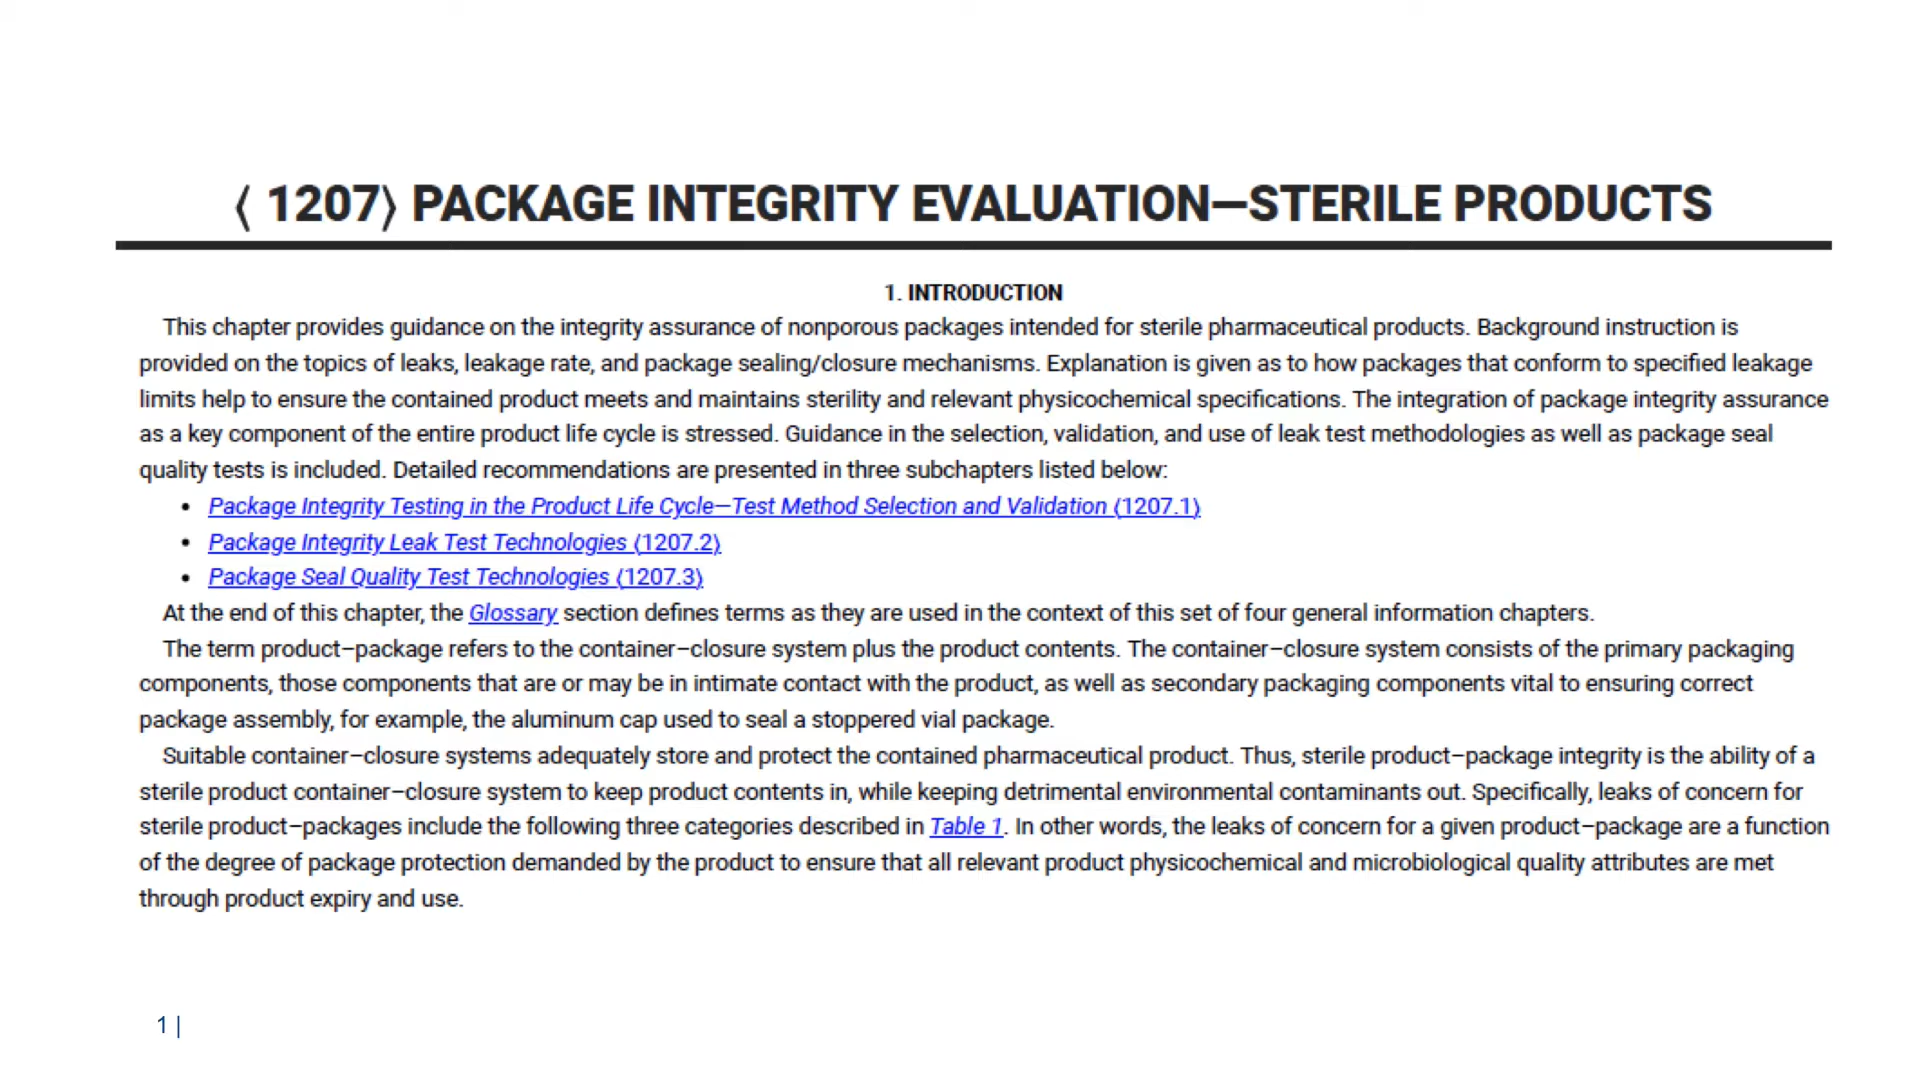 ⟨ 1207⟩ PACKAGE INTEGRITY EVALUATION—STERILE PRODUCTS
1. INTRODUCTION
This chapter provides guidance on the integrity assurance of nonporous packages intended for sterile pharmaceutical products. Background instruction is
provided on the topics of leaks, leakage rate, and package sealing/closure mechanisms. Explanation is given as to how packages that conform to specified leakage
limits help to ensure the contained product meets and maintains sterility and relevant physicochemical specifications. The integration of package integrity assurance
as a key component of the entire product life cycle is stressed. Guidance in the selection, validation, and use of leak test methodologies as well as package seal
quality tests is included. Detailed recommendations are presented in three subchapters listed below:
• Package Integrity Testing in the Product Life Cycle—Test Method Selection and Validation ⟨1207.1⟩
• Package Integrity Leak Test Technologies ⟨1207.2⟩
• Package Seal Quality Test Technologies ⟨1207.3⟩
At the end of this chapter, the Glossary section defines terms as they are used in the context of this set of four general information chapters.
The term product–package refers to the container–closure system plus the product contents. The container–closure system consists of the primary packaging
components, those components that are or may be in intimate contact with the product, as well as secondary packaging components vital to ensuring correct
package assembly, for example, the aluminum cap used to seal a stoppered vial package.
Suitable container–closure systems adequately store and protect the contained pharmaceutical product. Thus, sterile product–package integrity is the ability of a
sterile product container–closure system to keep product contents in, while keeping detrimental environmental contaminants out. Specifically, leaks of concern for
sterile product–packages include the following three categories described in Table 1. In other words, the leaks of concern for a given product–package are a function
of the degree of package protection demanded by the product to ensure that all relevant product physicochemical and microbiological quality attributes are met
through product expiry and use.
1 |